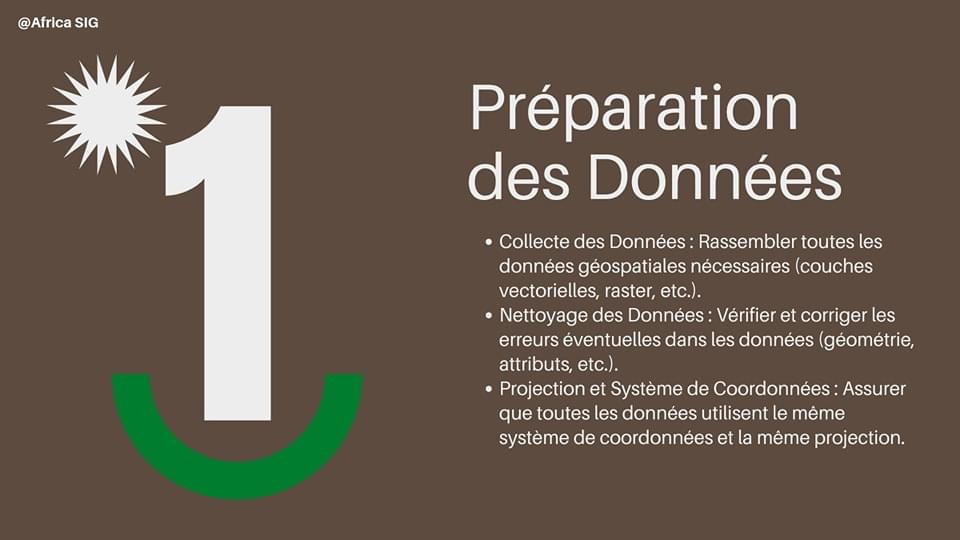 @Africa SIG
1
Préparation
des Données
• Collecte des Données : Rassembler toutes les
données géospatiales nécessaires (couches
vectorielles, raster, etc.).
• Nettoyage des Données : Vérifier et corriger les
erreurs éventuelles dans les données (géométrie,
attributs, etc.).
• Projection et Système de Coordonnées : Assurer
que toutes les données utilisent le même
système de coordonnées et la même projection.